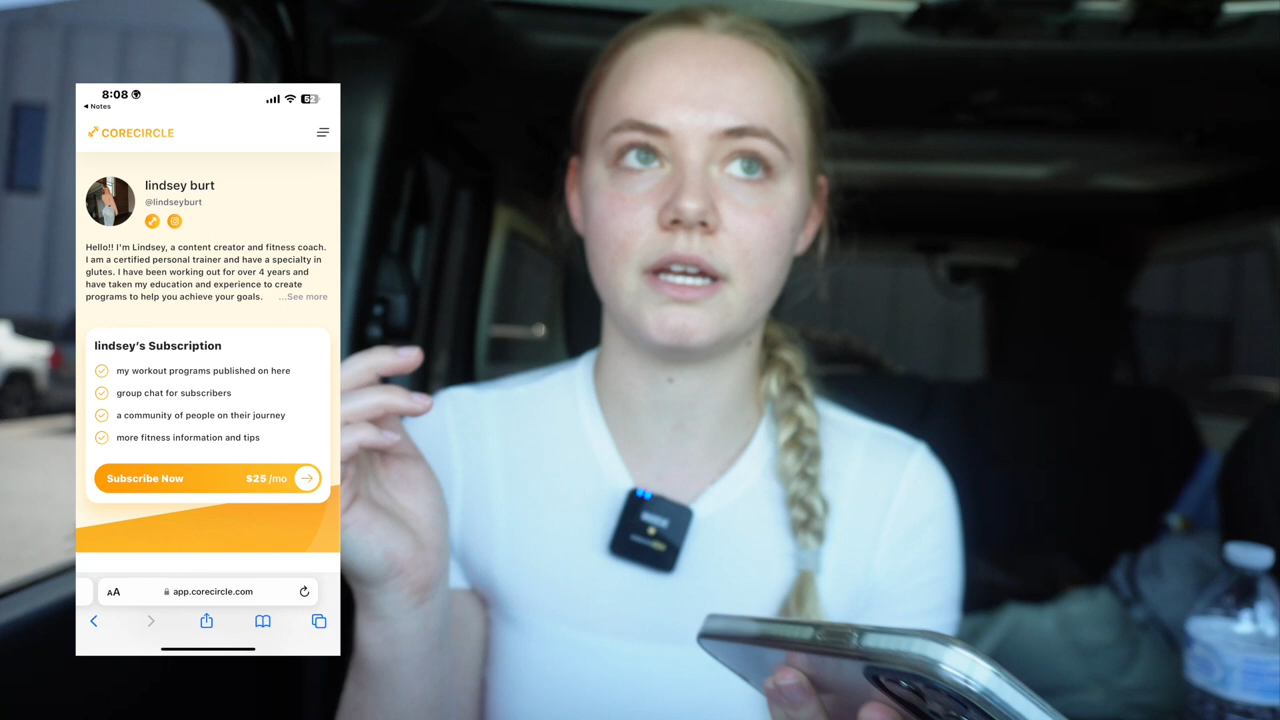 8:08
62
Notes
CORECIRCLE
lindsey burt
@lindseyburt
Hello!! I'm Lindsey, a content creator and fitness coach.
I am a certified personal trainer and have a specialty in
glutes. I have been working out for over 4 years and
have taken my education and experience to create
programs to help you achieve your goals. ...See more
lindsey's Subscription
my workout programs published on here
group chat for subscribers
a community of people on their journey
more fitness information and tips
Subscribe Now $25 /mo
AA app.corecircle.com